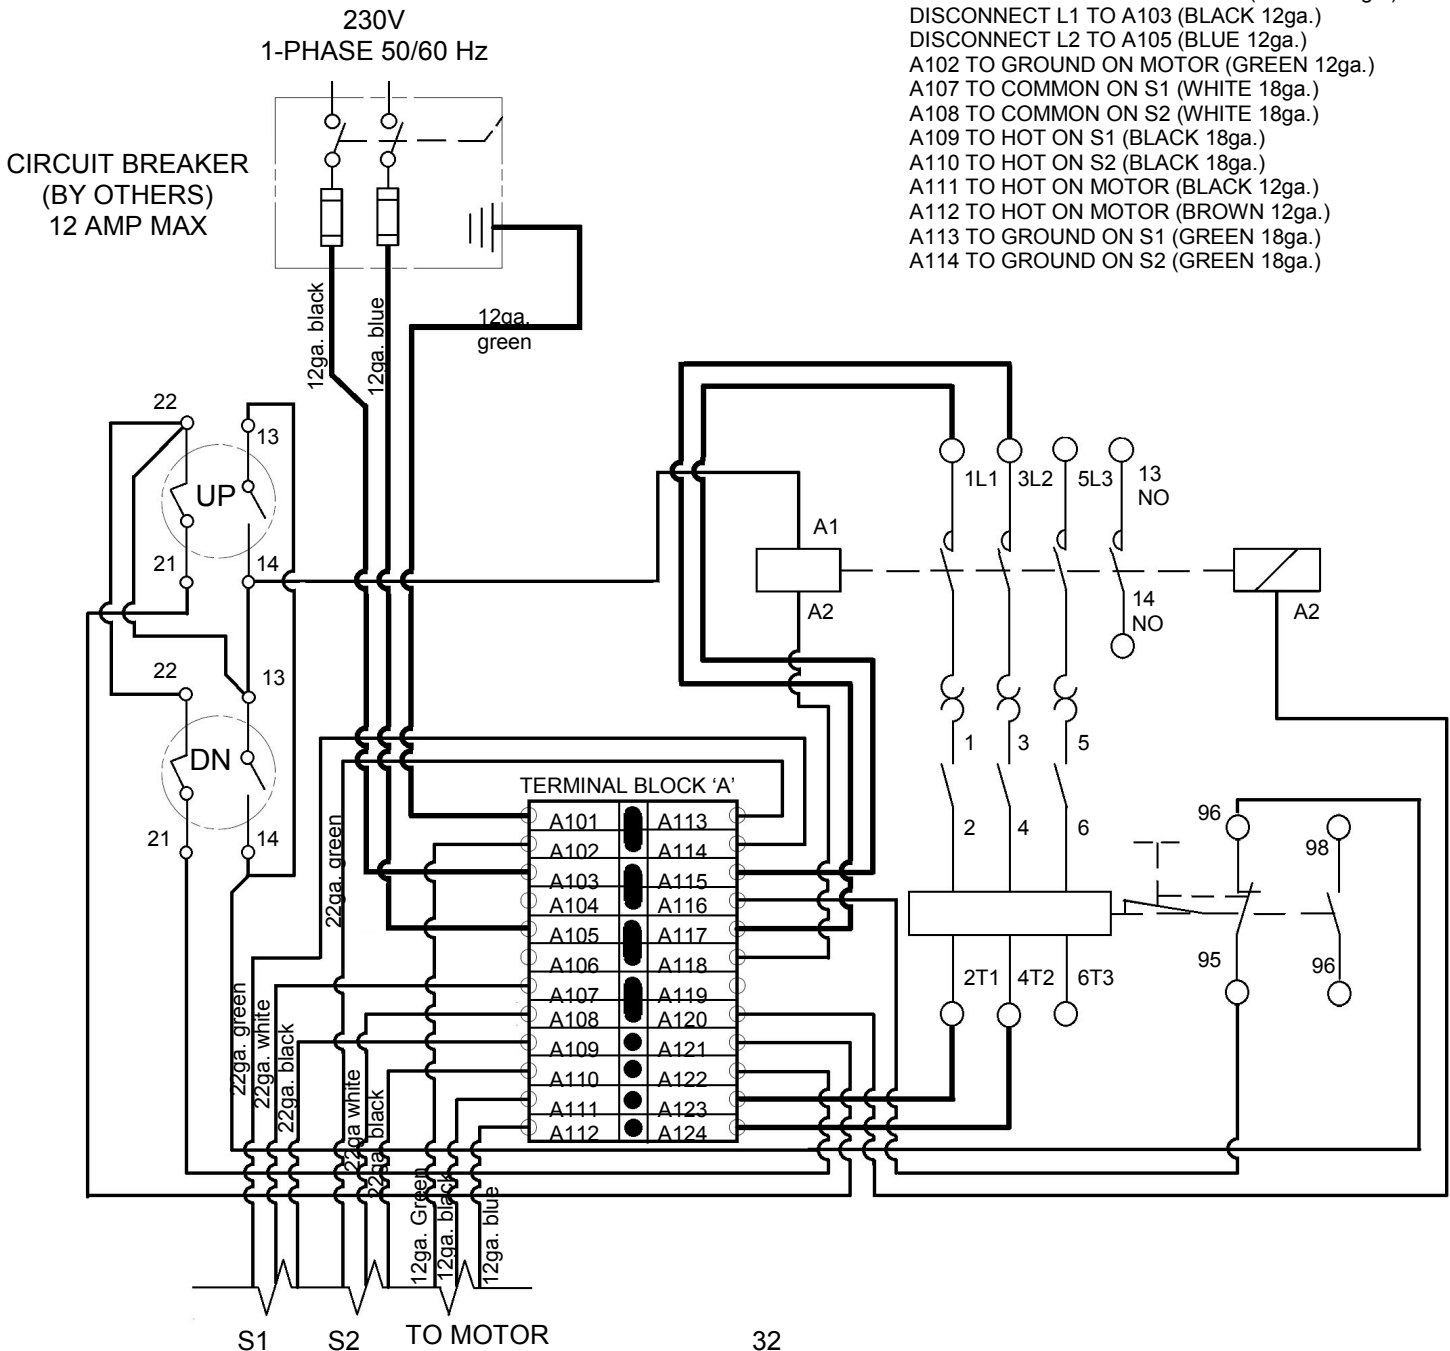 230V
1-PHASE 50/60 Hz
DISCONNECT L1 TO A103 (BLACK 12ga.)
DISCONNECT L2 TO A105 (BLUE 12ga.)
A102 TO GROUND ON MOTOR (GREEN 12ga.)
A107 TO COMMON ON S1 (WHITE 18ga.)
A108 TO COMMON ON S2 (WHITE 18ga.)
A109 TO HOT ON S1 (BLACK 18ga.)
A110 TO HOT ON S2 (BLACK 18ga.)
A111 TO HOT ON MOTOR (BLACK 12ga.)
A112 TO HOT ON MOTOR (BROWN 12ga.)
A113 TO GROUND ON S1 (GREEN 18ga.)
A114 TO GROUND ON S2 (GREEN 18ga.)
CIRCUIT BREAKER
(BY OTHERS)
12 AMP MAX
12ga. black
12ga. blue
12ga.
green
22
13
UP
21
14
22
13
DN
21
14
1L1
3L2
5L3
13
NO
A1
A2
14
NO
A2
1
3
5
2
4
6
96
98
95
96
2T1
4T2
6T3
TERMINAL BLOCK ‘A’
A101
A113
A102
A114
A103
A115
A104
A116
A105
A117
A106
A118
A107
A119
A108
A120
A109
A121
A110
A122
A111
A123
A112
A124
22ga. green
22ga. green
22ga. white
22ga. black
22ga white
22ga. black
12ga. Green
12ga. black
12ga. blue
S1
S2
TO MOTOR
32